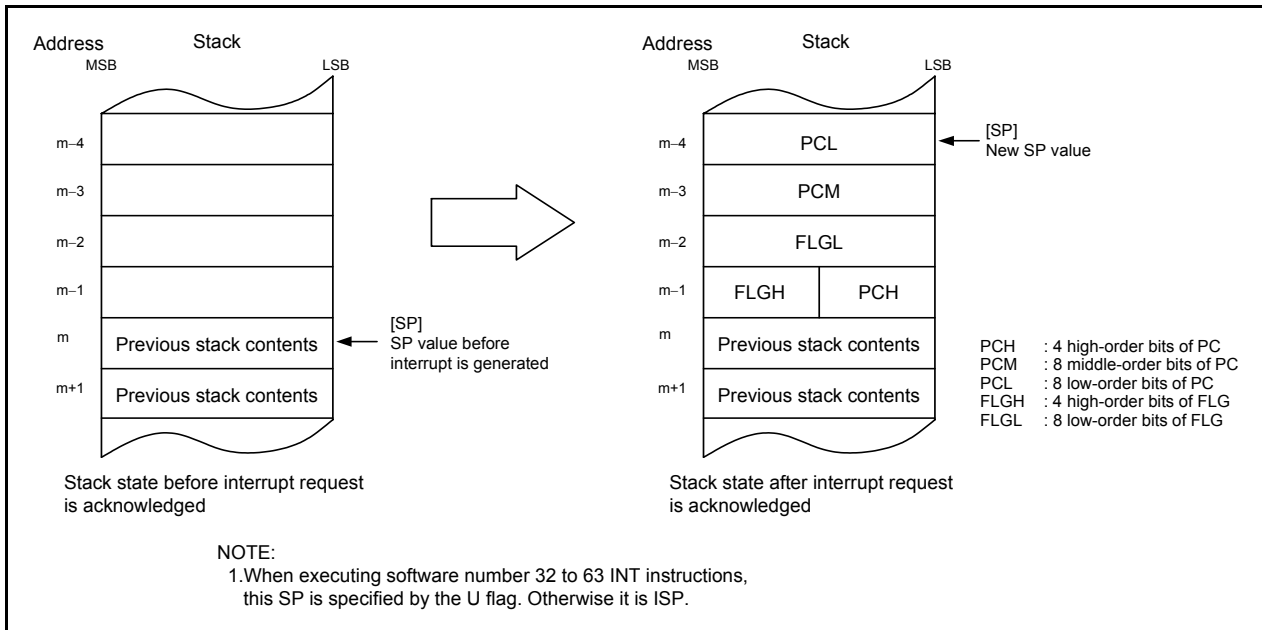 Address Stack
MSB LSB
m–4
m–3
m–2
m–1
m Previous stack contents
m+1 Previous stack contents
[SP]
SP value before
interrupt is generated
Stack state before interrupt request
is acknowledged
Address Stack
MSB LSB
m–4 PCL
m–3 PCM
m–2 FLGL
m–1 FLGH PCH
m Previous stack contents
m+1 Previous stack contents
[SP]
New SP value
PCH : 4 high-order bits of PC
PCM : 8 middle-order bits of PC
PCL : 8 low-order bits of PC
FLGH : 4 high-order bits of FLG
FLGL : 8 low-order bits of FLG
Stack state after interrupt request
is acknowledged
NOTE:
1.When executing software number 32 to 63 INT instructions,
this SP is specified by the U flag. Otherwise it is ISP.